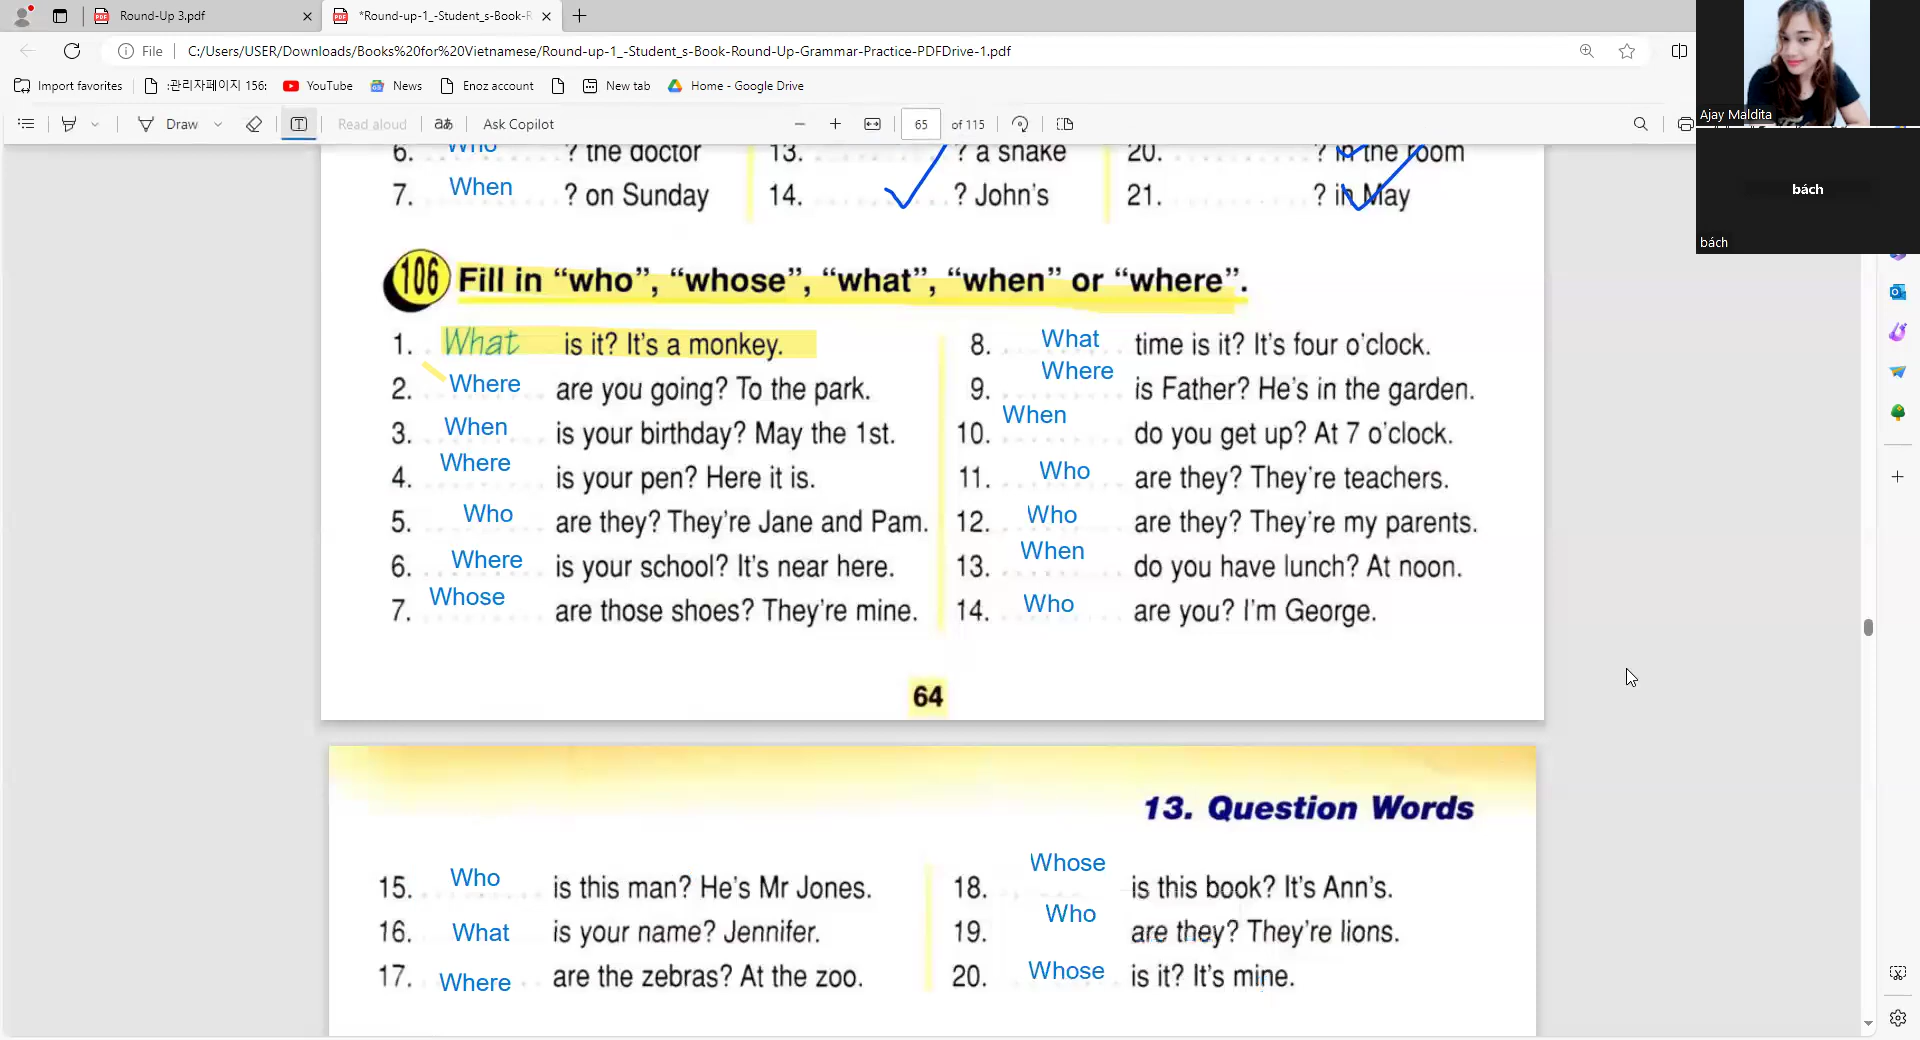 Round-Up 3.pdf
*Round-up-1_-Student_s-Book-R
File C:/Users/USER/Downloads/Books%20for%20Vietnamese/Round-up-1_-Student_s-Book-Round-Up-Grammar-Practice-PDFDrive-1.pdf
Import favorites :관리자페이지 156: YouTube News Enoz account New tab Home - Google Drive
Draw Read aloud Ask Copilot 65 of 115
Ajay Maldita
bách
bách
6. Who ? the doctor
7. When ? on Sunday
13. ? a snake
14. ? John's
20. ? in the room
21. ? in May
106 Fill in “who”, “whose”, “what”, “when” or “where”.
1. What is it? It's a monkey.
2. Where are you going? To the park.
3. When is your birthday? May the 1st.
4. Where is your pen? Here it is.
5. Who are they? They're Jane and Pam.
6. Where is your school? It's near here.
7. Whose are those shoes? They're mine.
8. What time is it? It's four o'clock.
9. Where is Father? He's in the garden.
10. When do you get up? At 7 o'clock.
11. Who are they? They're teachers.
12. Who are they? They're my parents.
13. When do you have lunch? At noon.
14. Who are you? I'm George.
64
13. Question Words
15. Who is this man? He's Mr Jones.
16. What is your name? Jennifer.
17. Where are the zebras? At the zoo.
18. Whose is this book? It's Ann's.
19. Who are they? They're lions.
20. Whose is it? It's mine.